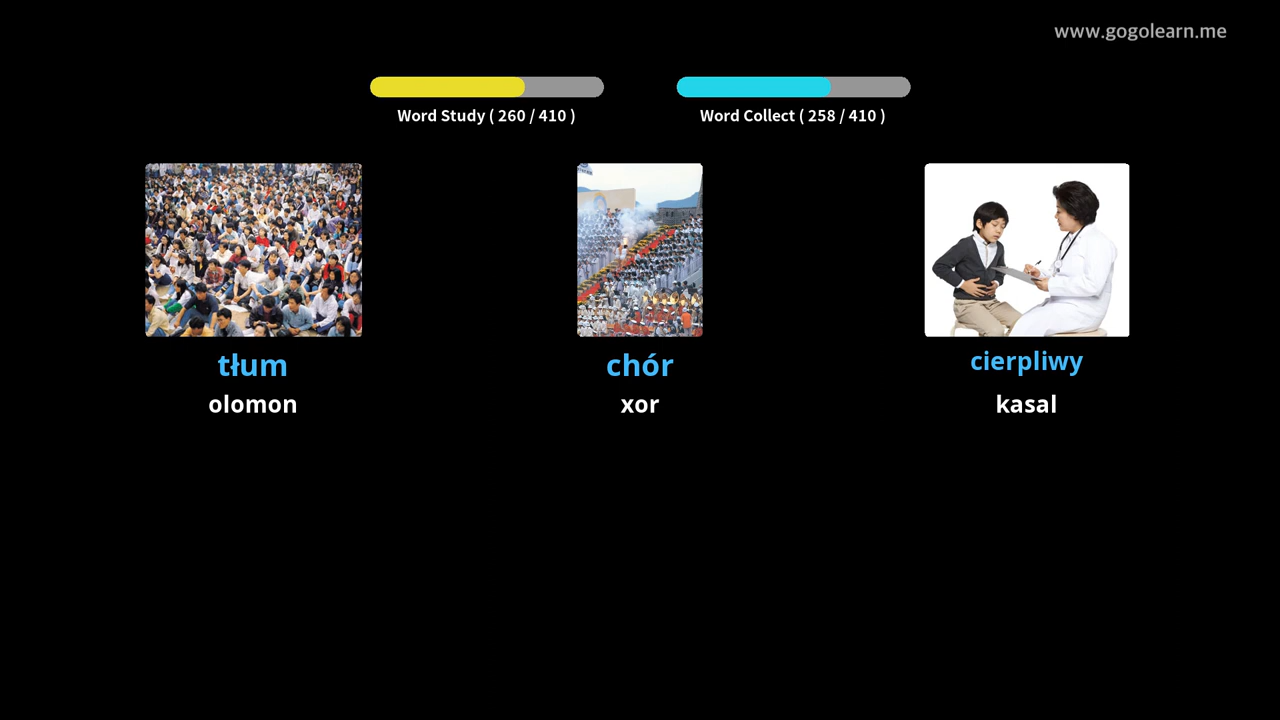 www.gogolearn.me
Word Study ( 260 / 410 )
Word Collect ( 258 / 410 )
tłum
chór
cierpliwy
olomon
xor
kasal